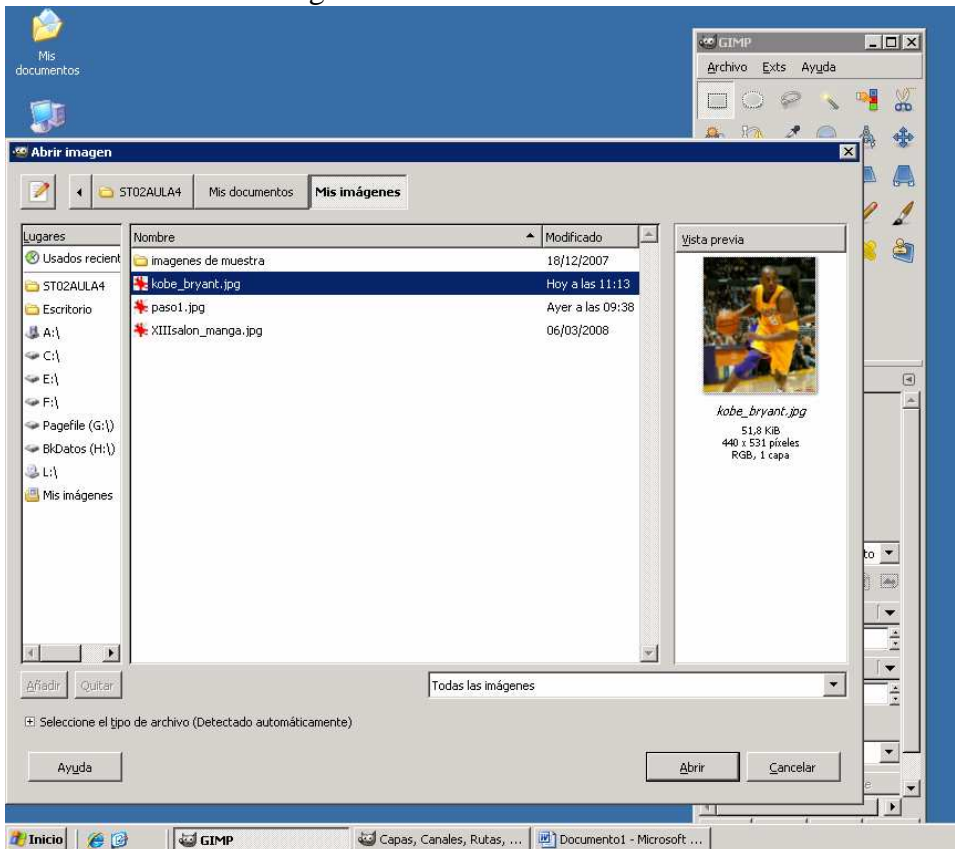 Mis
documentos
GIMP
Archivo Exts Ayuda
Abrir imagen
ST02AULA4 Mis documentos Mis imágenes
Lugares
Nombre Modificado
Vista previa
Usados recient
imagenes de muestra 18/12/2007
ST02AULA4
kobe_bryant.jpg Hoy a las 11:13
Escritorio
paso1.jpg Ayer a las 09:38
A:\
XIIIsalon_manga.jpg 06/03/2008
C:\
E:\
F:\
Pagefile (G:\)
BkDatos (H:\)
L:\
Mis imágenes
kobe_bryant.jpg
51,8 KiB
440 x 531 píxeles
RGB, 1 capa
to
Añadir Quitar
Todas las imágenes
Seleccione el tipo de archivo (Detectado automáticamente)
Ayuda
Abrir Cancelar
e
Inicio GIMP Capas, Canales, Rutas, ... Documento1 - Microsoft ...